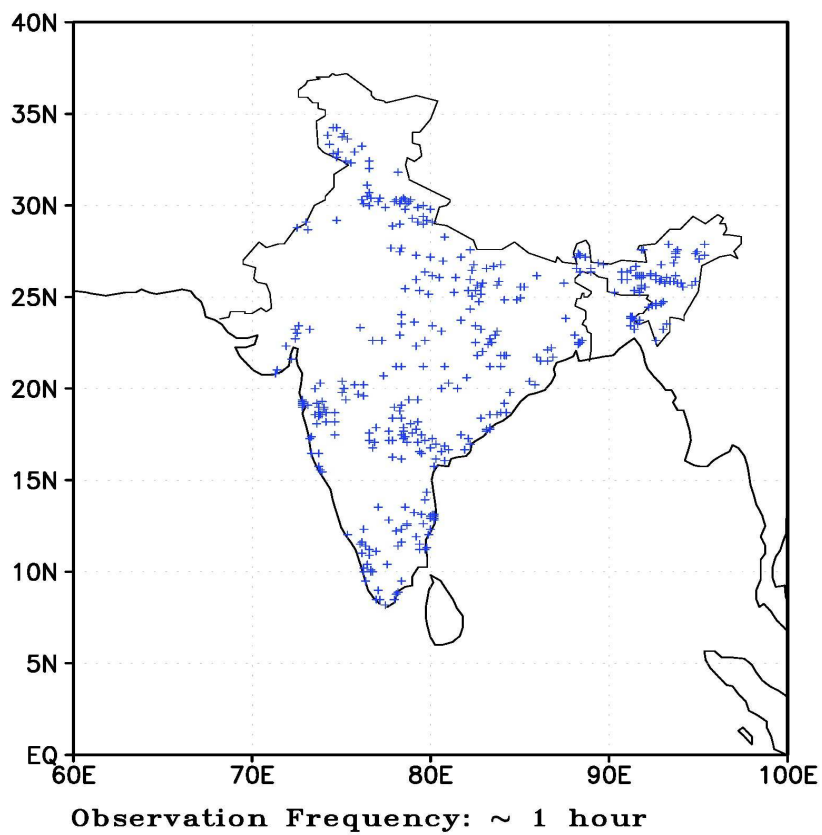 40N
35N
30N
25N
20N
15N
10N
5N
EQ
60E 70E 80E 90E 100E
Observation Frequency: ~ 1 hour